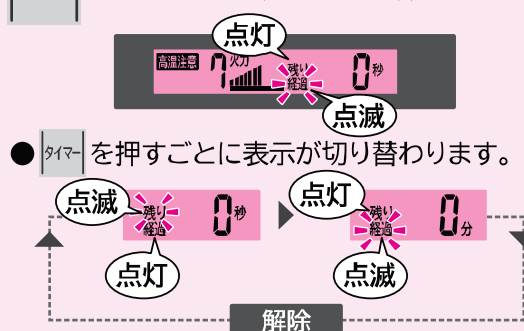 点灯
高温注意 7 火力 残り 経過 0秒
点滅
●タイマーを押すごとに表示が切り替わります。
点滅 点灯
残り 経過 0秒 残り 経過 0分
点灯 点滅
解除